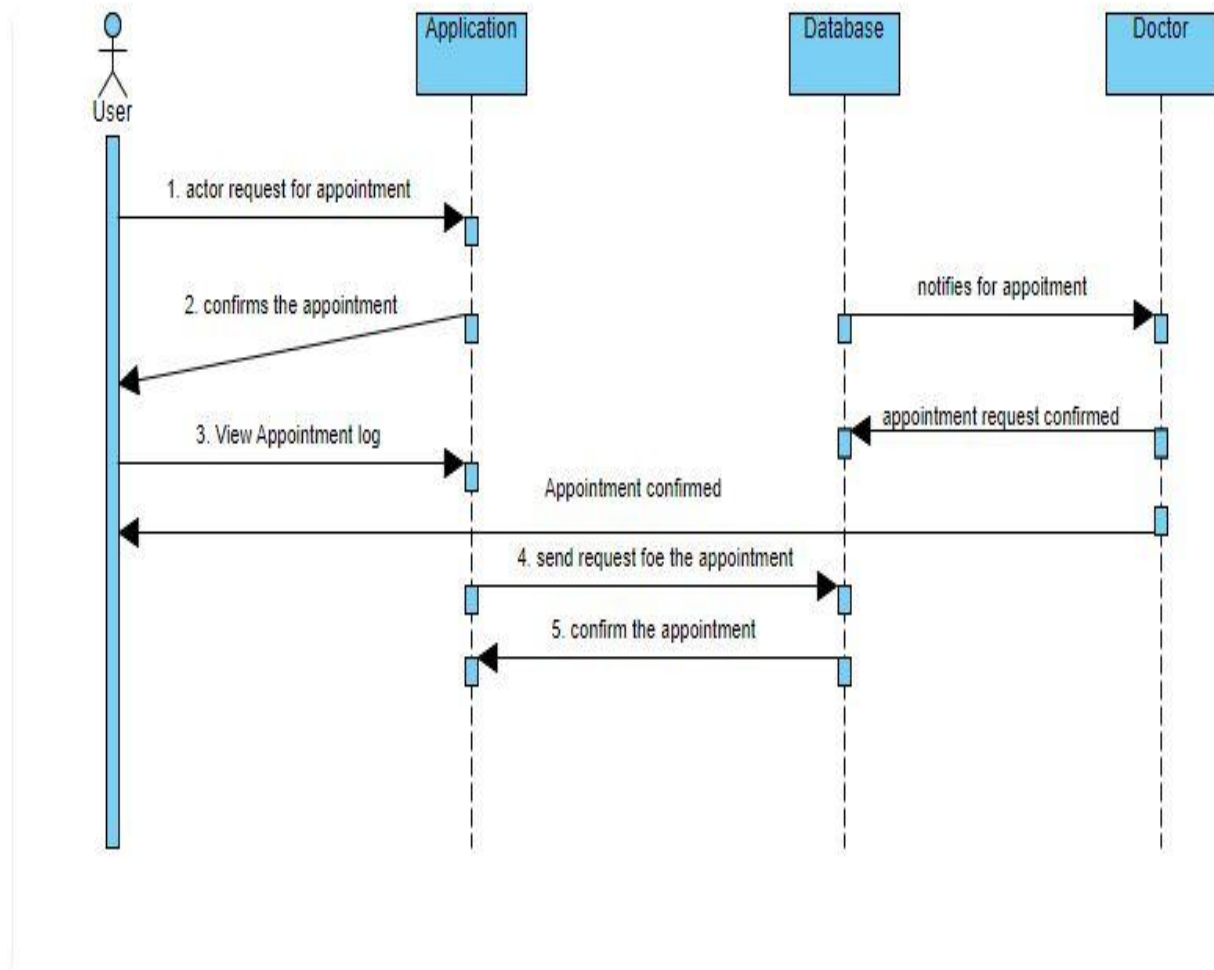 Application
Database
Doctor
User
1. actor request for appointment
notifies for appoitment
2. confirms the appointment
appointment request confirmed
3. View Appointment log
Appointment confirmed
4. send request foe the appointment
5. confirm the appointment